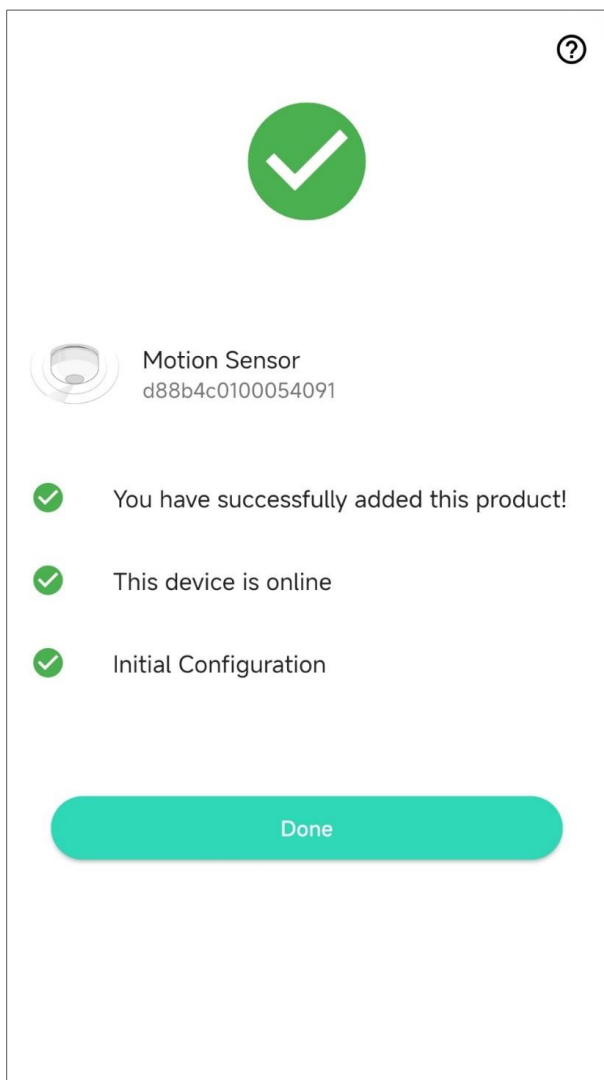 Motion Sensor
d88b4c0100054091
You have successfully added this product!
This device is online
Initial Configuration
Done